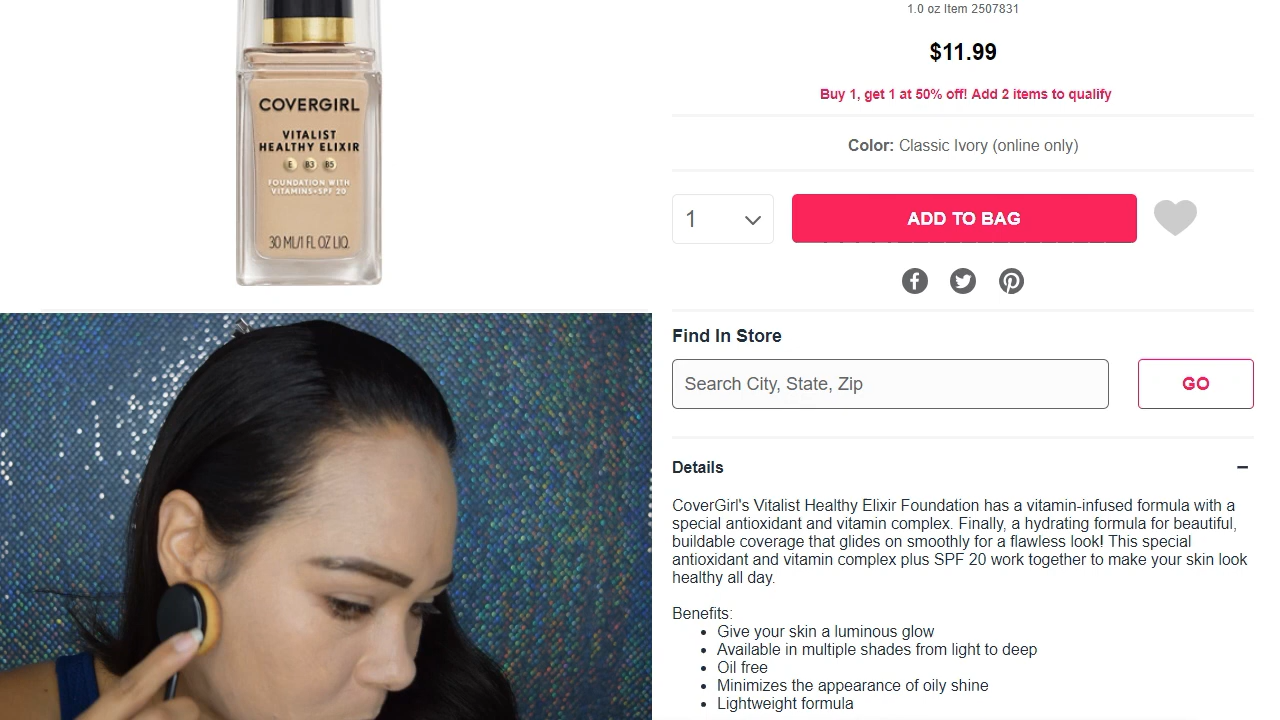 COVERGIRL
VITALIST
HEALTHY ELIXIR
E B3 B5
FOUNDATION WITH
VITAMINS+SPF 20
30 ML/1 FL OZ LIQ.
1.0 oz Item 2507831
$11.99
Buy 1, get 1 at 50% off! Add 2 items to qualify
Color: Classic Ivory (online only)
1
ADD TO BAG
Find In Store
Search City, State, Zip
GO
Details
CoverGirl's Vitalist Healthy Elixir Foundation has a vitamin-infused formula with a
special antioxidant and vitamin complex. Finally, a hydrating formula for beautiful,
buildable coverage that glides on smoothly for a flawless look! This special
antioxidant and vitamin complex plus SPF 20 work together to make your skin look
healthy all day.
Benefits:
• Give your skin a luminous glow
• Available in multiple shades from light to deep
• Oil free
• Minimizes the appearance of oily shine
• Lightweight formula